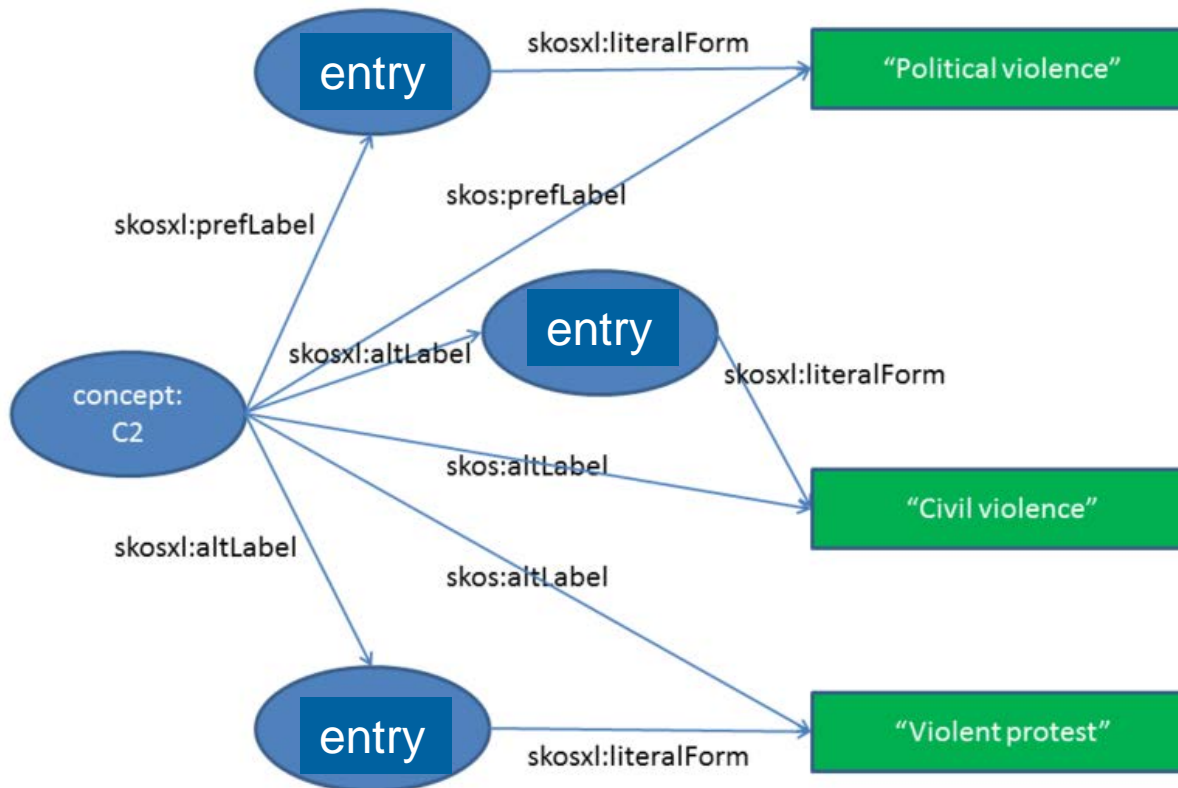 entry
skosxl:literalForm
“Political violence”
skosxl:prefLabel
skos:prefLabel
entry
skosxl:altLabel
skosxl:literalForm
concept:
C2
skos:altLabel
“Civil violence”
skosxl:altLabel
skos:altLabel
entry
skosxl:literalForm
“Violent protest”